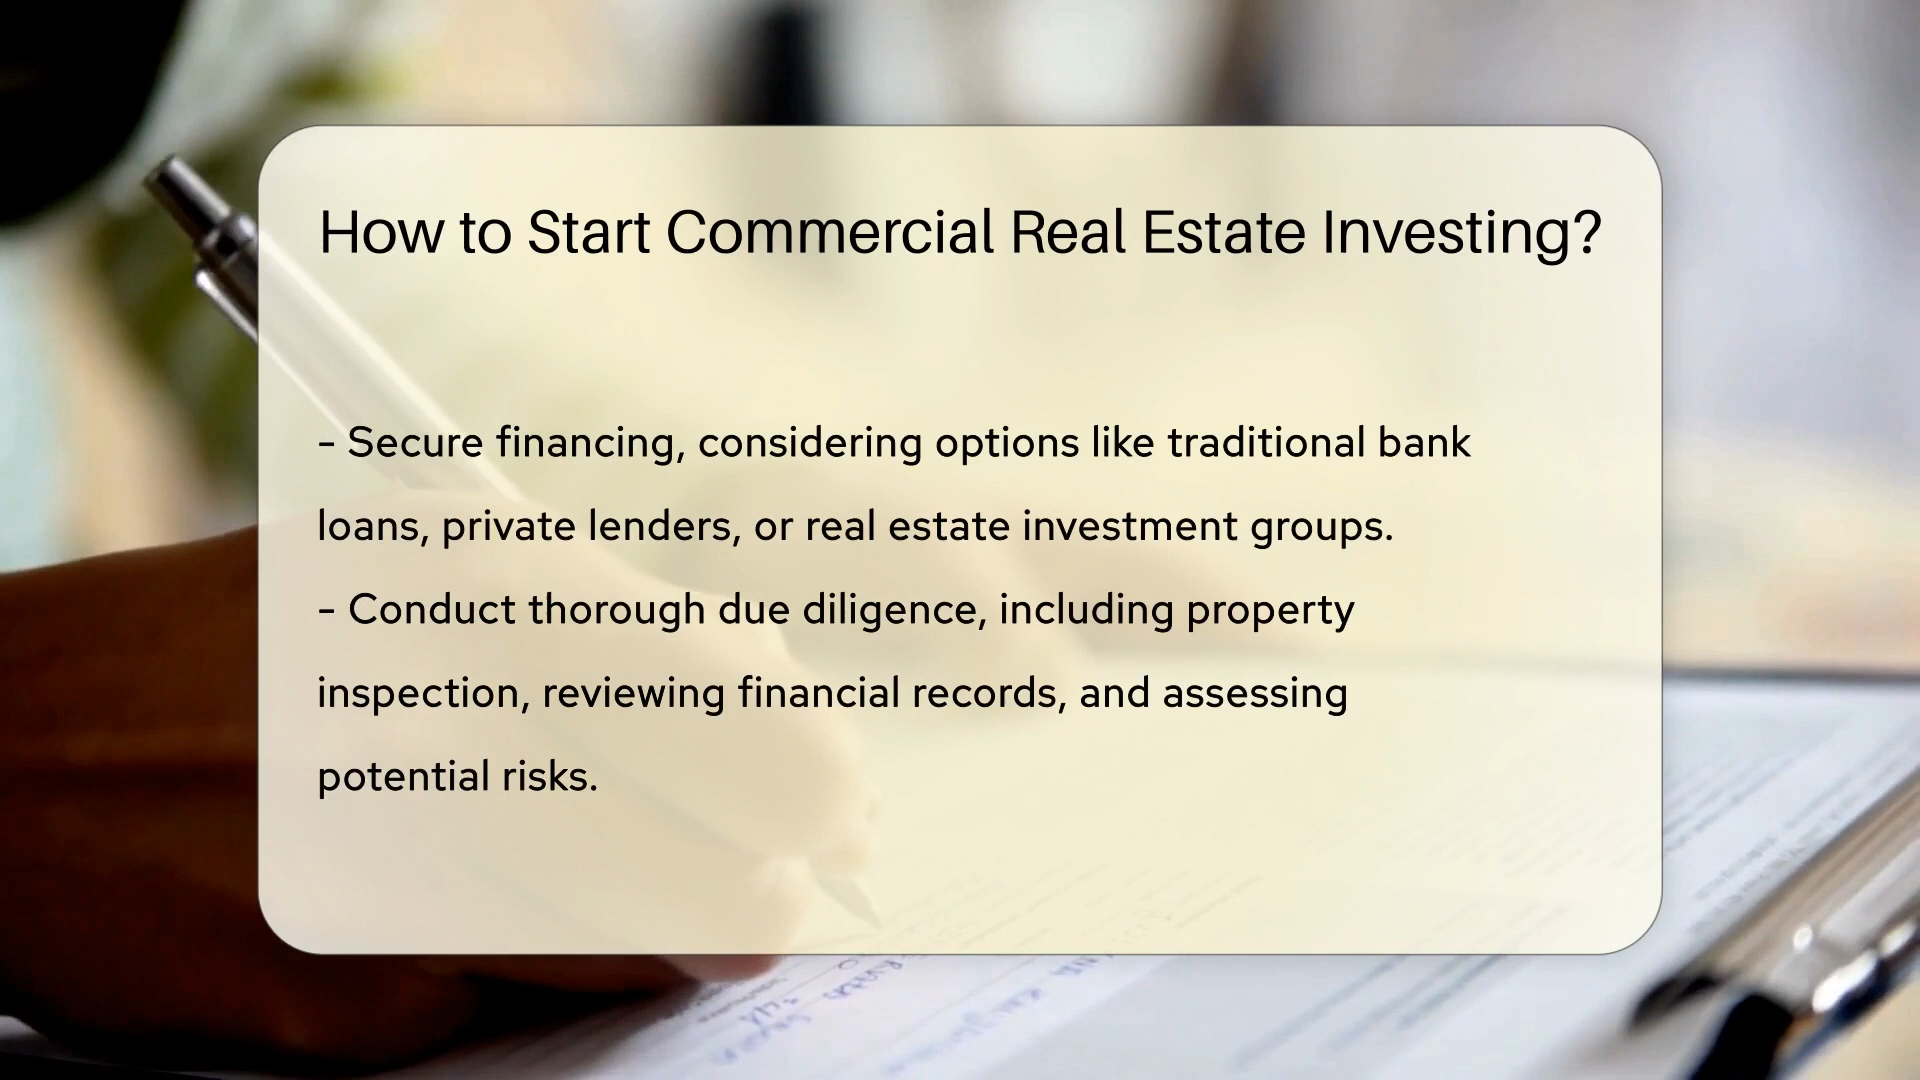 How to Start Commercial Real Estate Investing?
- Secure financing, considering options like traditional bank
loans, private lenders, or real estate investment groups.
- Conduct thorough due diligence, including property
inspection, reviewing financial records, and assessing
potential risks.